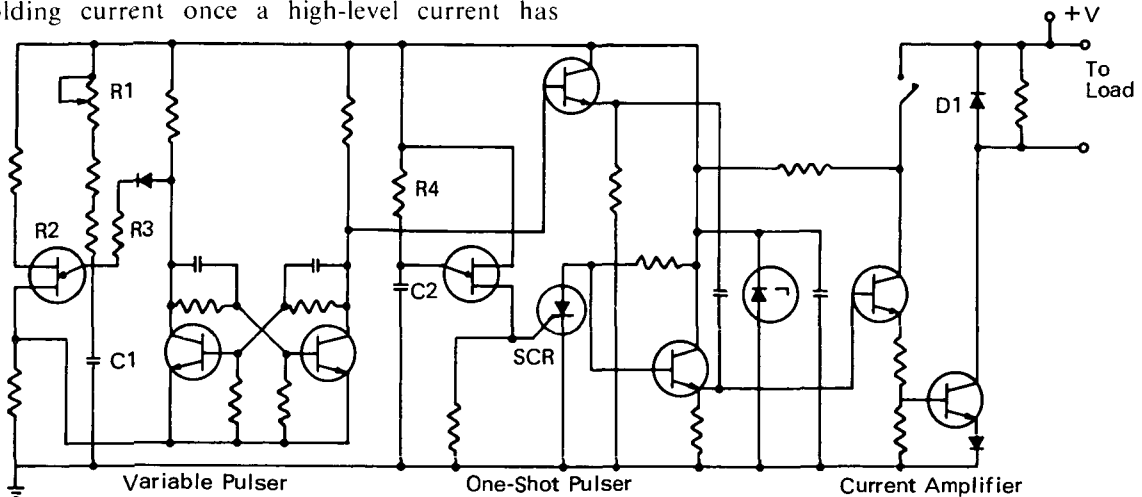 olding current once a high-level current has
+V
To
Load
R1
D1
R4
R2
R3
C2
C1
SCR
Variable Pulser
One-Shot Pulser
Current Amplifier